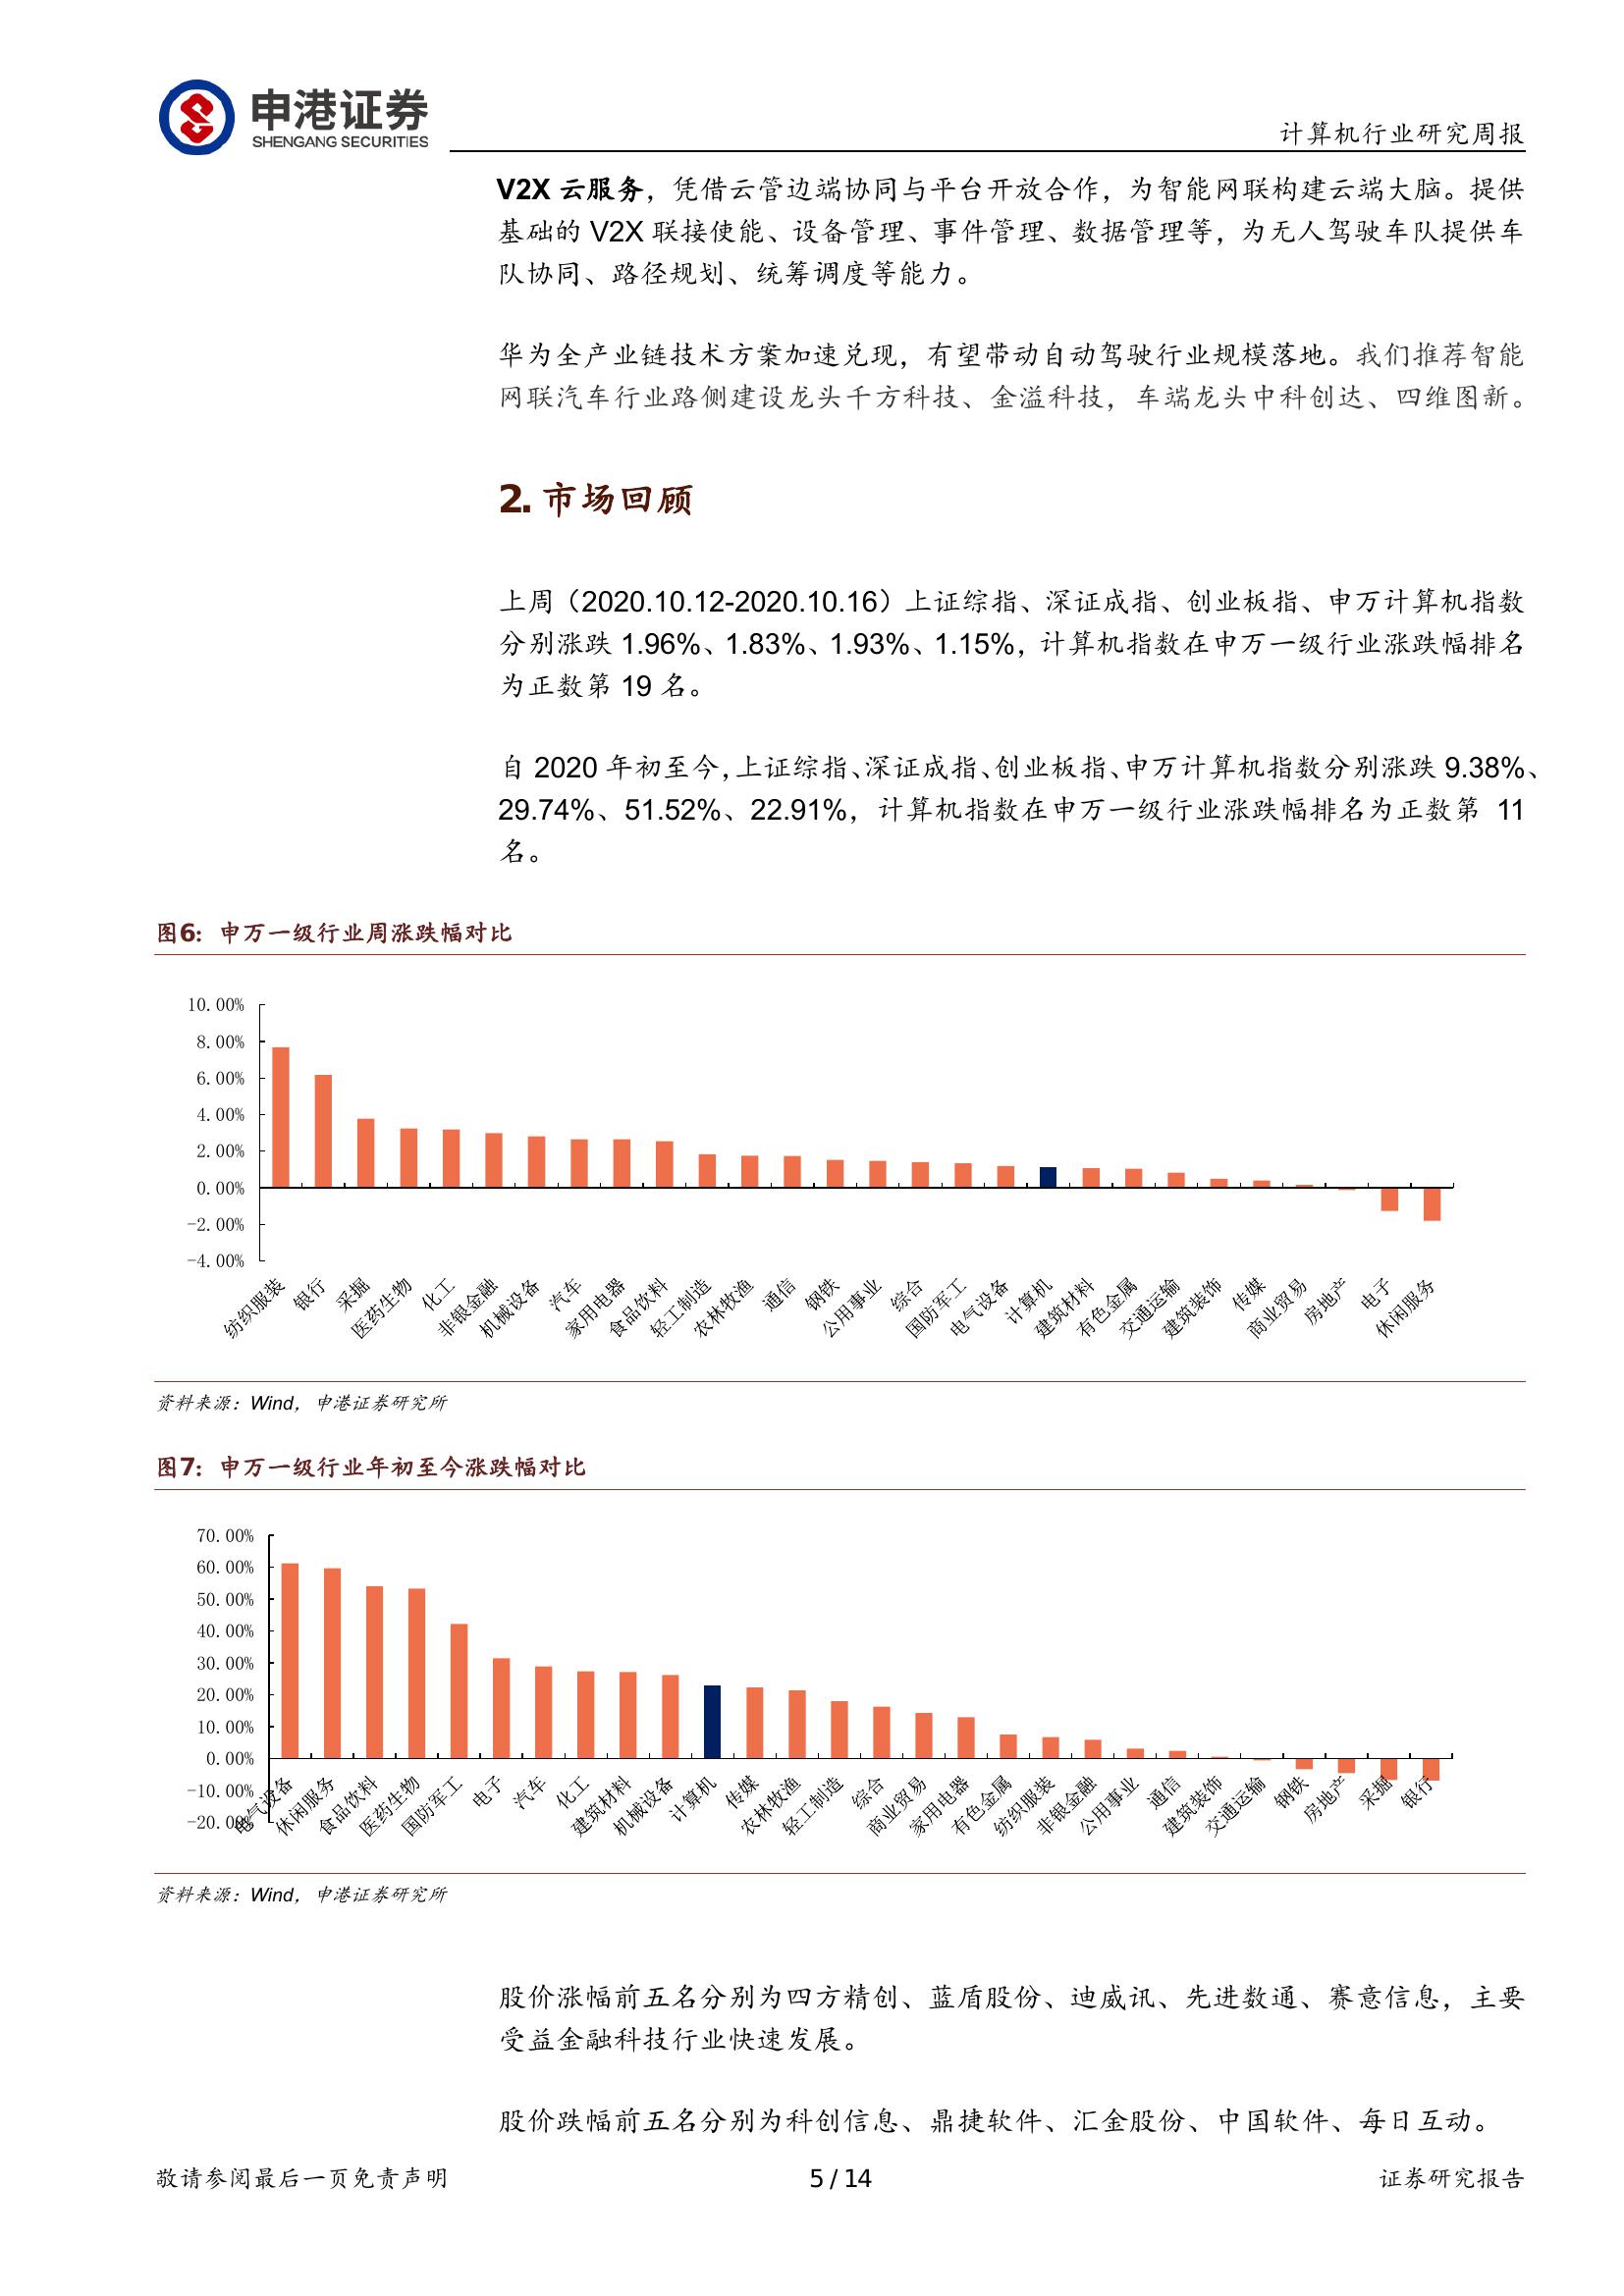 申港证券
SHENGANG SECURITIES
计算机行业研究周报
V2X 云服务，凭借云管边端协同与平台开放合作，为智能网联构建云端大脑。提供
基础的 V2X 联接使能、设备管理、事件管理、数据管理等，为无人驾驶车队提供车
队协同、路径规划、统筹调度等能力。
华为全产业链技术方案加速兑现，有望带动自动驾驶行业规模落地。我们推荐智能
网联汽车行业路侧建设龙头千方科技、金溢科技，车端龙头中科创达、四维图新。
2. 市场回顾
上周（2020.10.12-2020.10.16）上证综指、深证成指、创业板指、申万计算机指数
分别涨跌 1.96%、1.83%、1.93%、1.15%，计算机指数在申万一级行业涨跌幅排名
为正数第 19 名。
自 2020 年初至今，上证综指、深证成指、创业板指、申万计算机指数分别涨跌 9.38%、
29.74%、51.52%、22.91%，计算机指数在申万一级行业涨跌幅排名为正数第 11
名。
图6：申万一级行业周涨跌幅对比
10.00%
8.00%
6.00%
4.00%
2.00%
0.00%
-2.00%
-4.00%
纺织服装
银行
采掘
医药生物
化工
非银金融
机械设备
汽车
家用电器
食品饮料
轻工制造
农林牧渔
通信
钢铁
公用事业
综合
国防军工
电气设备
计算机
建筑材料
有色金属
交通运输
建筑装饰
传媒
商业贸易
房地产
电子
休闲服务
资料来源：Wind，申港证券研究所
图7：申万一级行业年初至今涨跌幅对比
70.00%
60.00%
50.00%
40.00%
30.00%
20.00%
10.00%
0.00%
-10.00%
-20.00%
电气设备
休闲服务
食品饮料
医药生物
国防军工
电子
汽车
化工
建筑材料
机械设备
计算机
传媒
农林牧渔
轻工制造
综合
商业贸易
家用电器
有色金属
纺织服装
非银金融
公用事业
通信
建筑装饰
交通运输
钢铁
房地产
采掘
银行
资料来源：Wind，申港证券研究所
股价涨幅前五名分别为四方精创、蓝盾股份、迪威讯、先进数通、赛意信息，主要
受益金融科技行业快速发展。
股价跌幅前五名分别为科创信息、鼎捷软件、汇金股份、中国软件、每日互动。
敬请参阅最后一页免责声明
5 / 14
证券研究报告